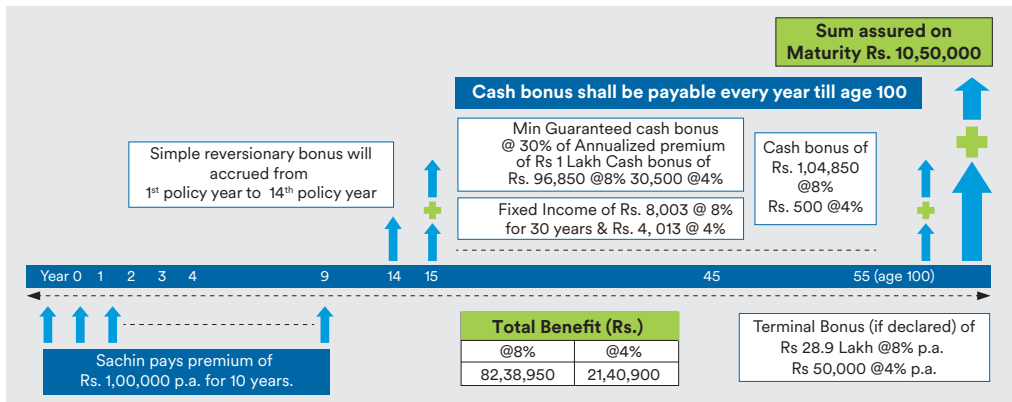 Sum assured on
Maturity Rs. 10,50,000
Cash bonus shall be payable every year till age 100
Simple reversionary bonus will
accrued from
1st policy year to 14th policy year
Min Guaranteed cash bonus
@ 30% of Annualized premium
of Rs 1 Lakh Cash bonus of
Rs. 96,850 @8% 30,500 @4%
Fixed Income of Rs. 8,003 @ 8%
for 30 years & Rs. 4, 013 @ 4%
Cash bonus of
Rs. 1,04,850
@8%
Rs. 500 @4%
Year 0 1 2 3 4 9 14 15 45 55 (age 100)
Sachin pays premium of
Rs. 1,00,000 p.a. for 10 years.
Total Benefit (Rs.)
@8% @4%
82,38,950 21,40,900
Terminal Bonus (if declared) of
Rs 28.9 Lakh @8% p.a.
Rs 50,000 @4% p.a.